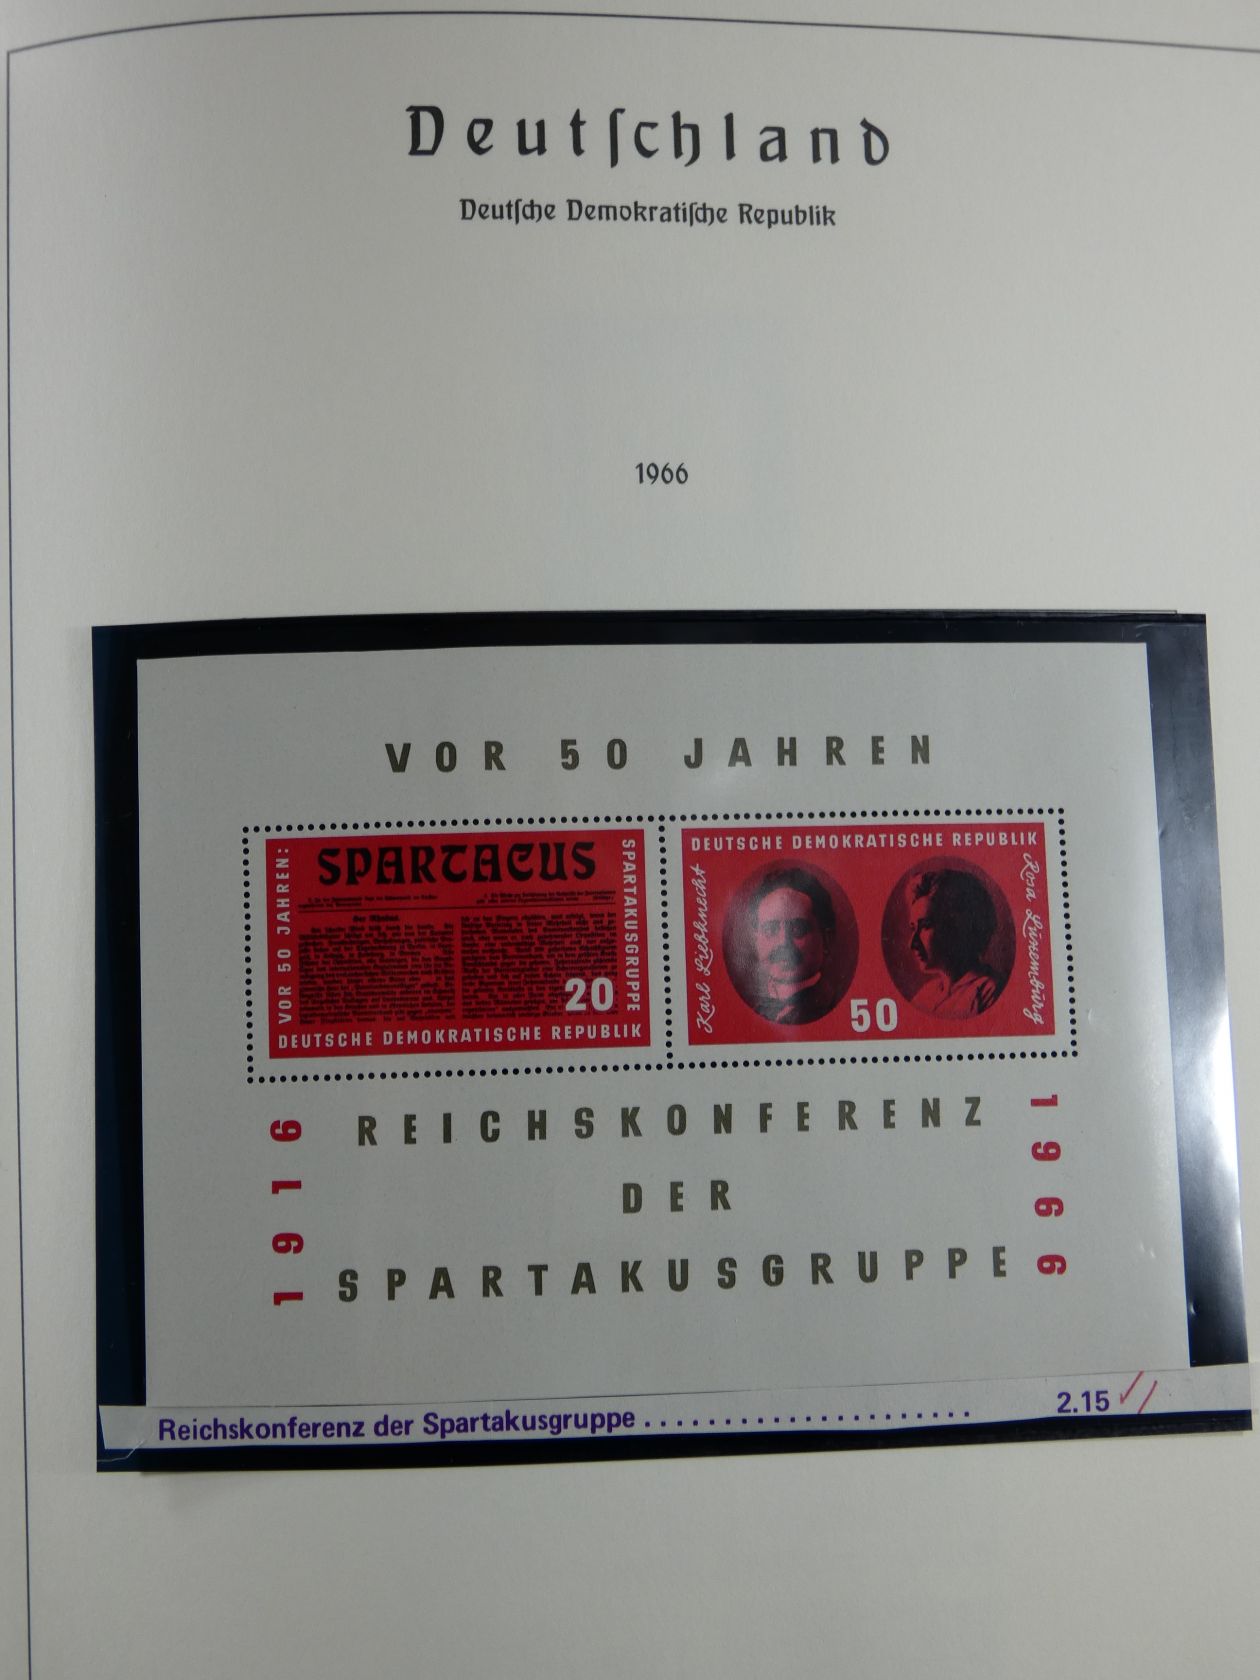 Deutſchland
Deutſche Demokratiſche Republik
1966
VOR 50 JAHREN
VOR 50 JAHREN:
SPARTACUS
SPARTAKUSGRUPPE
20
DEUTSCHE DEMOKRATISCHE REPUBLIK
DEUTSCHE DEMOKRATISCHE REPUBLIK
Karl Liebknecht
Rosa Luxemburg
50
1916
REICHSKONFERENZ
DER
SPARTAKUSGRUPPE
1966
Reichskonferenz der Spartakusgruppe . . . . . . . . . . . . . . . . . . . . . . 2.15